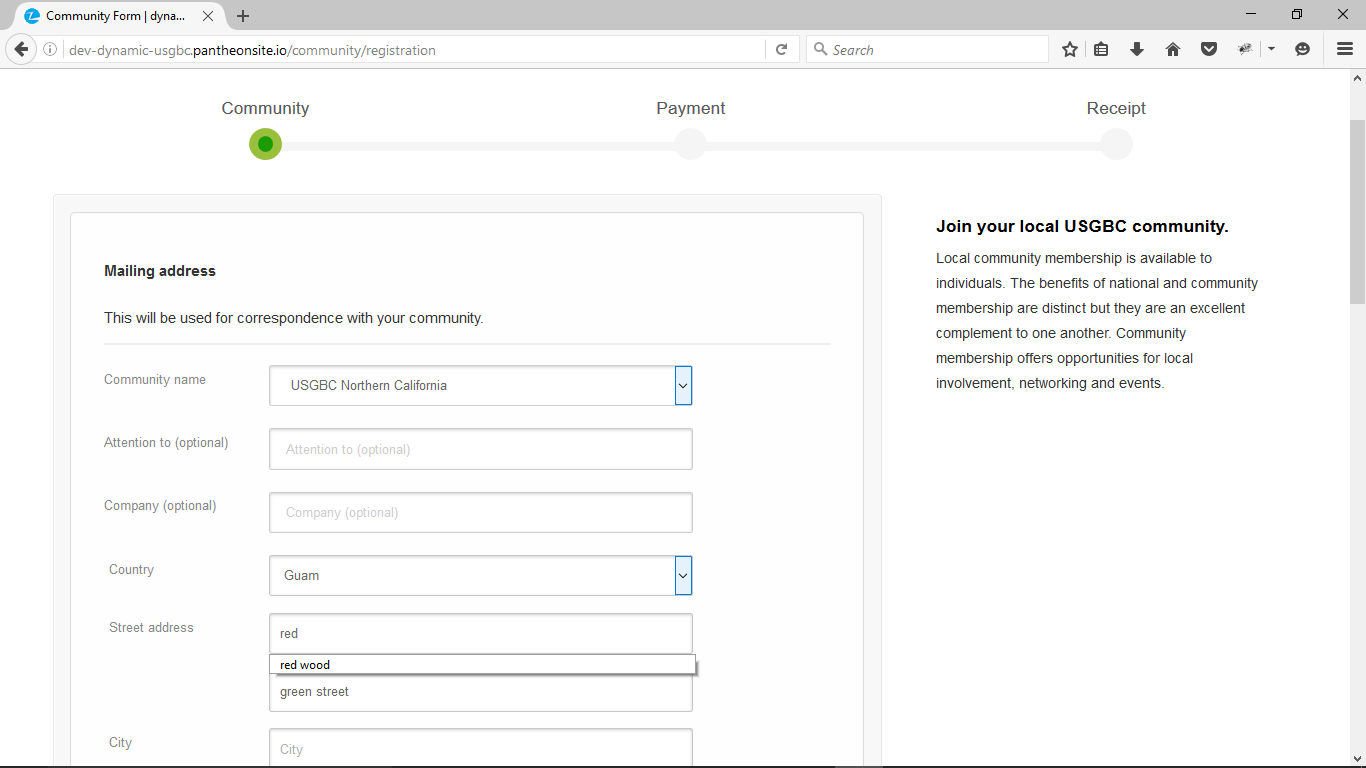 Community Form | dyna...
dev-dynamic-usgbc.pantheonsite.io/community/registration
Search
Community
Payment
Receipt
Mailing address
This will be used for correspondence with your community.
Community name
USGBC Northern California
Attention to (optional)
Attention to (optional)
Company (optional)
Company (optional)
Country
Guam
Street address
red
red wood
green street
City
City
Join your local USGBC community.
Local community membership is available to
individuals. The benefits of national and community
membership are distinct but they are an excellent
complement to one another. Community
membership offers opportunities for local
involvement, networking and events.